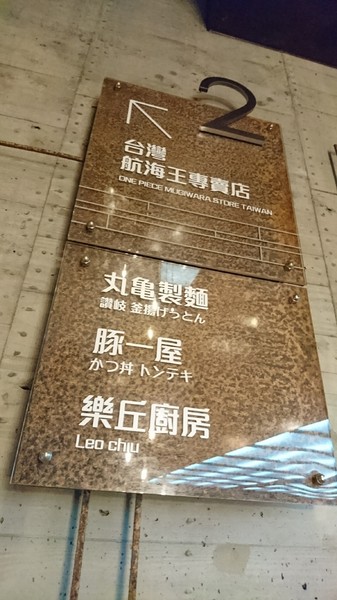 2
台灣
航海王專賣店
ONE PIECE MUGIWARA STORE TAIWAN
丸亀製麵
讃岐 釜揚げうどん
豚一屋
かつ丼 トンテキ
樂丘廚房
Leo chiu